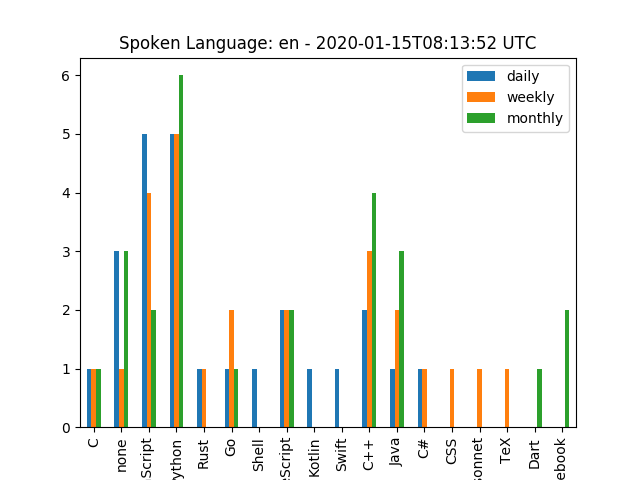 Spoken Language: en - 2020-01-15T08:13:52 UTC
daily
weekly
monthly
6
5
4
3
2
1
0
C
none
Script
ython
Rust
Go
Shell
eScript
Kotlin
Swift
C++
Java
C#
CSS
sonnet
TeX
Dart
ebook